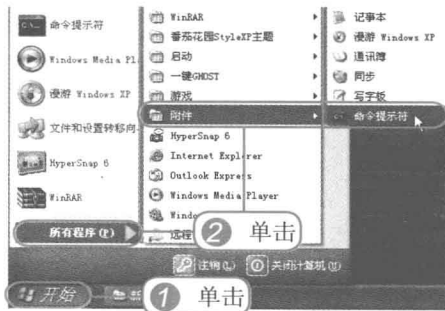 命令提示符
Windows Media Pl
漫游 Windows XP
文件和设置转移向
HyperSnap 6
WinRAR
所有程序(P)
WinRAR
番茄花园StyleXP主题
启动
一键GHOST
游戏
附件
HyperSnap 6
Internet Explorer
Outlook Express
Windows Media Player
Windo
远程
记事本
漫游 Windows XP
通讯簿
同步
写字板
命令提示符
② 单击
注销(L)
关闭计算机(U)
开始
① 单击